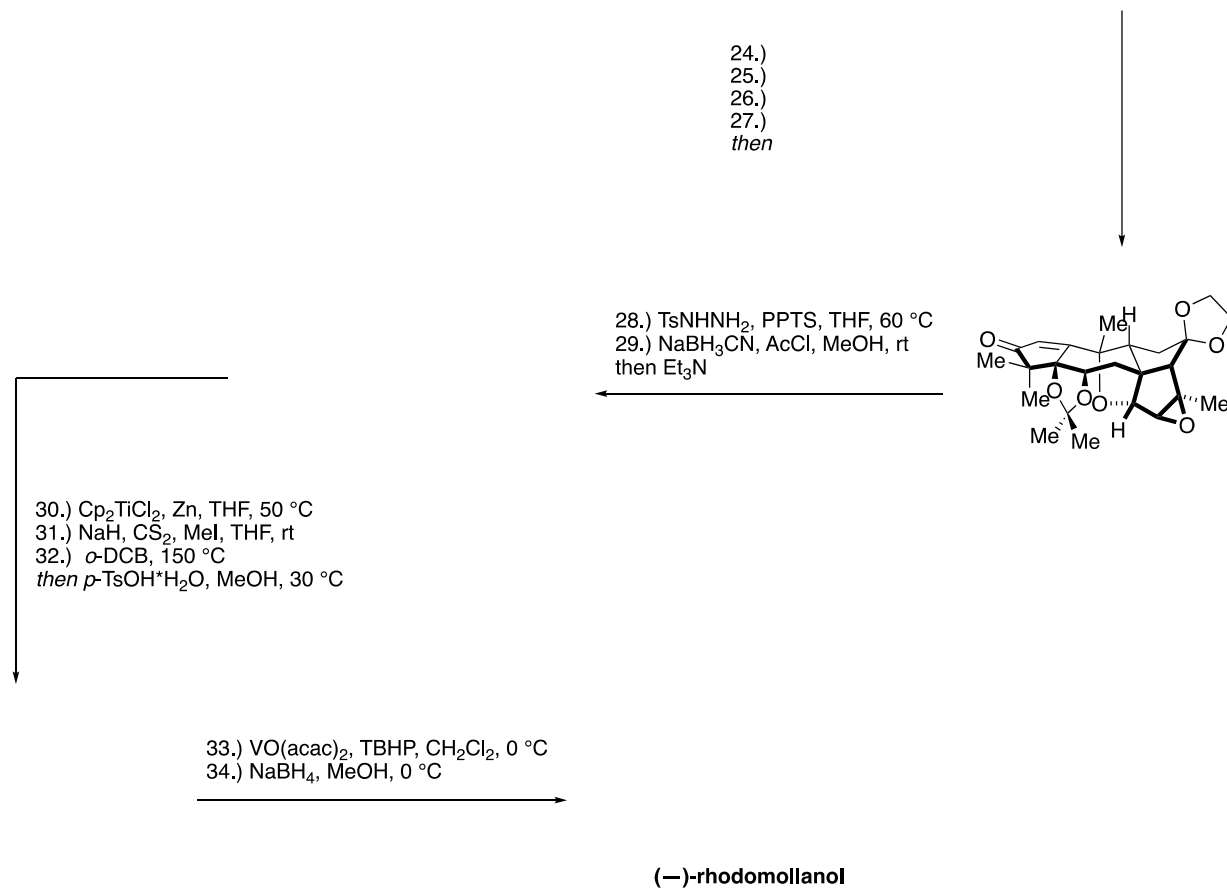 24.)
25.)
26.)
27.)
then
28.) TsNHNH2, PPTS, THF, 60 °C
29.) NaBH3CN, AcCl, MeOH, rt
then Et3N
H
O
O
Me
O
Me
Me
O
O
O
H
O
Me
Me
Me
30.) Cp2TiCl2, Zn, THF, 50 °C
31.) NaH, CS2, MeI, THF, rt
32.) o-DCB, 150 °C
then p-TsOH*H2O, MeOH, 30 °C
33.) VO(acac)2, TBHP, CH2Cl2, 0 °C
34.) NaBH4, MeOH, 0 °C
(—)-rhodomollanol